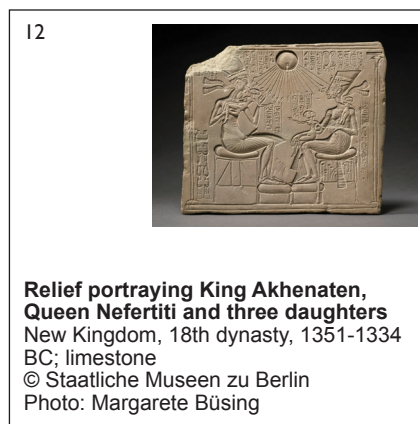 12
Relief portraying King Akhenaten,
Queen Nefertiti and three daughters
New Kingdom, 18th dynasty, 1351-1334
BC; limestone
© Staatliche Museen zu Berlin
Photo: Margarete Büsing